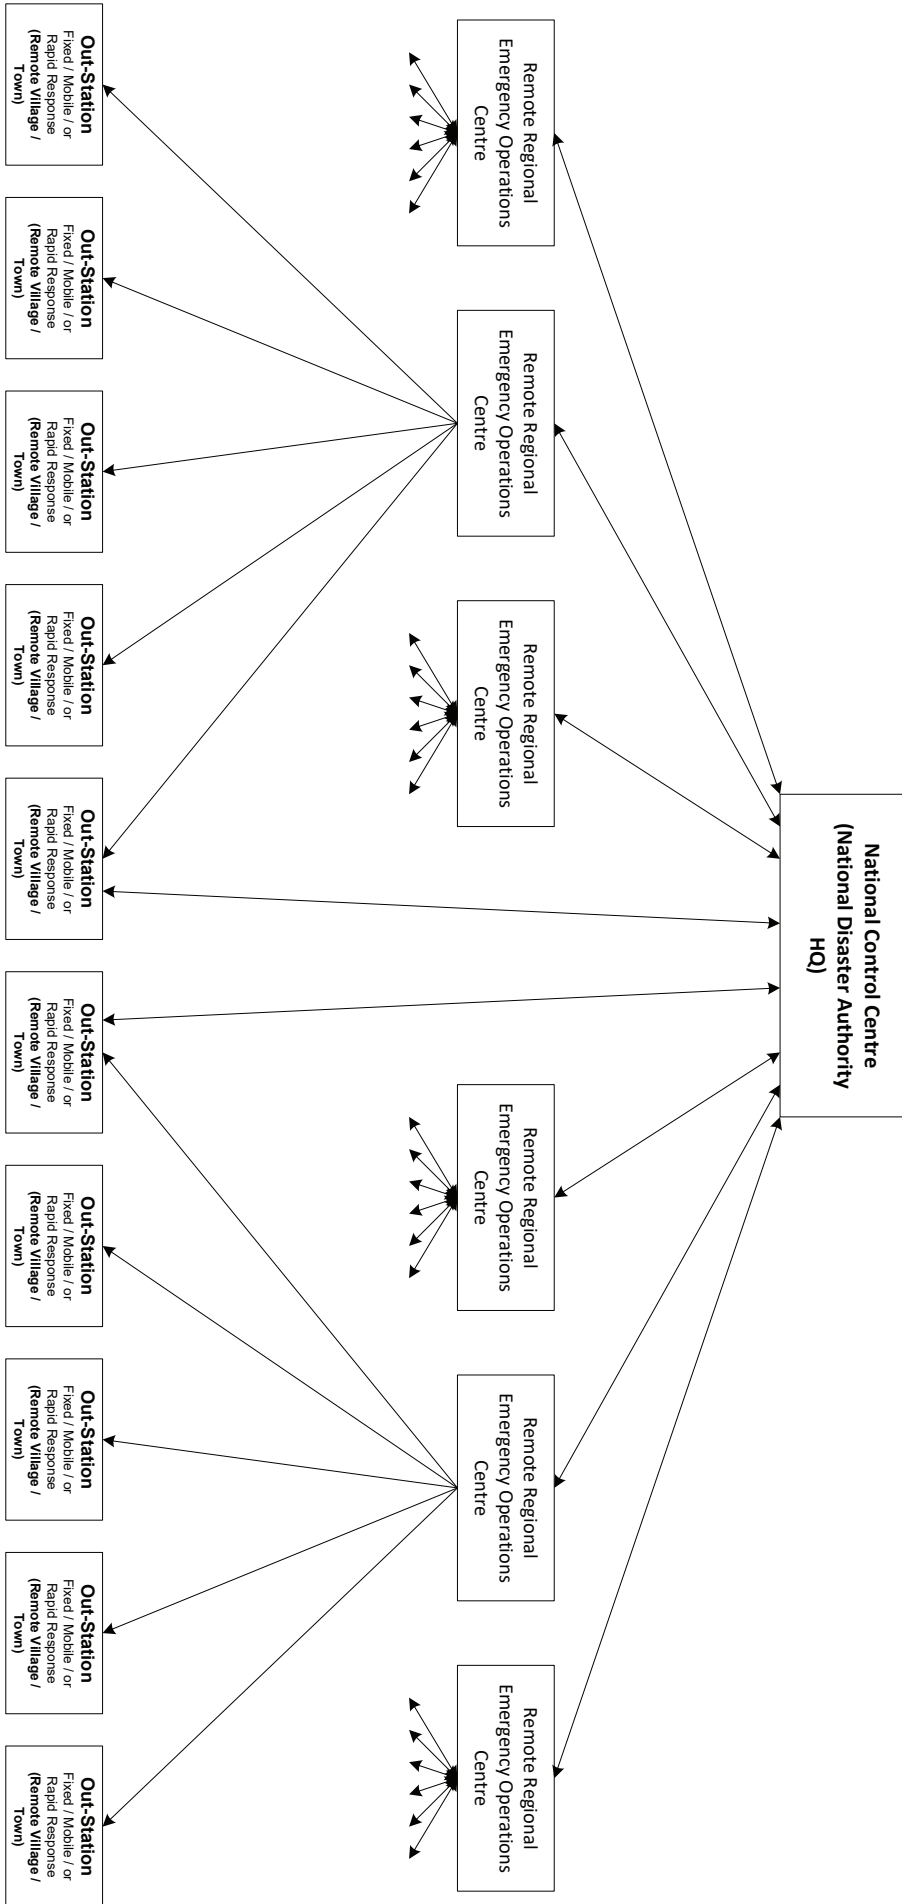 National Control Centre
(National Disaster Authority
HQ)
Remote Regional
Emergency Operations
Centre
Remote Regional
Emergency Operations
Centre
Remote Regional
Emergency Operations
Centre
Remote Regional
Emergency Operations
Centre
Remote Regional
Emergency Operations
Centre
Remote Regional
Emergency Operations
Centre
Out-Station
Fixed / Mobile / or
Rapid Response
(Remote Village /
Town)
Out-Station
Fixed / Mobile / or
Rapid Response
(Remote Village /
Town)
Out-Station
Fixed / Mobile / or
Rapid Response
(Remote Village /
Town)
Out-Station
Fixed / Mobile / or
Rapid Response
(Remote Village /
Town)
Out-Station
Fixed / Mobile / or
Rapid Response
(Remote Village /
Town)
Out-Station
Fixed / Mobile / or
Rapid Response
(Remote Village /
Town)
Out-Station
Fixed / Mobile / or
Rapid Response
(Remote Village /
Town)
Out-Station
Fixed / Mobile / or
Rapid Response
(Remote Village /
Town)
Out-Station
Fixed / Mobile / or
Rapid Response
(Remote Village /
Town)
Out-Station
Fixed / Mobile / or
Rapid Response
(Remote Village /
Town)